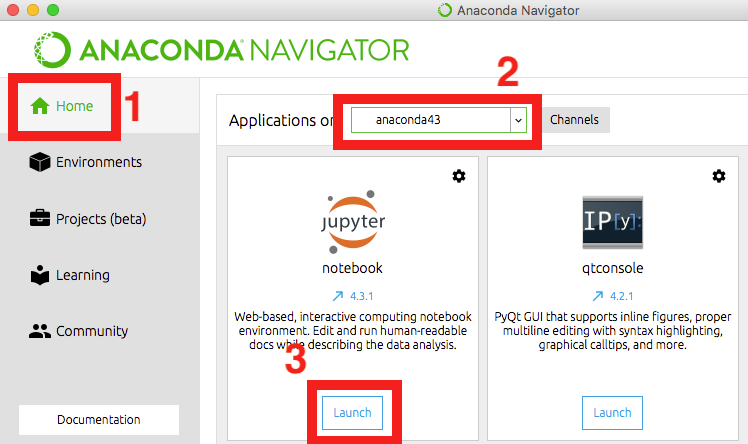 Anaconda Navigator
ANACONDA NAVIGATOR
Home
1
2
Applications on
anaconda43
Channels
Environments
Projects (beta)
Learning
Community
Documentation
jupyter
notebook
4.3.1
Web-based, interactive computing notebook
environment. Edit and run human-readable
docs while describing the data analysis.
3
Launch
IP[y]:
qtconsole
4.2.1
PyQt GUI that supports inline figures, proper
multiline editing with syntax highlighting,
graphical calltips, and more.
Launch